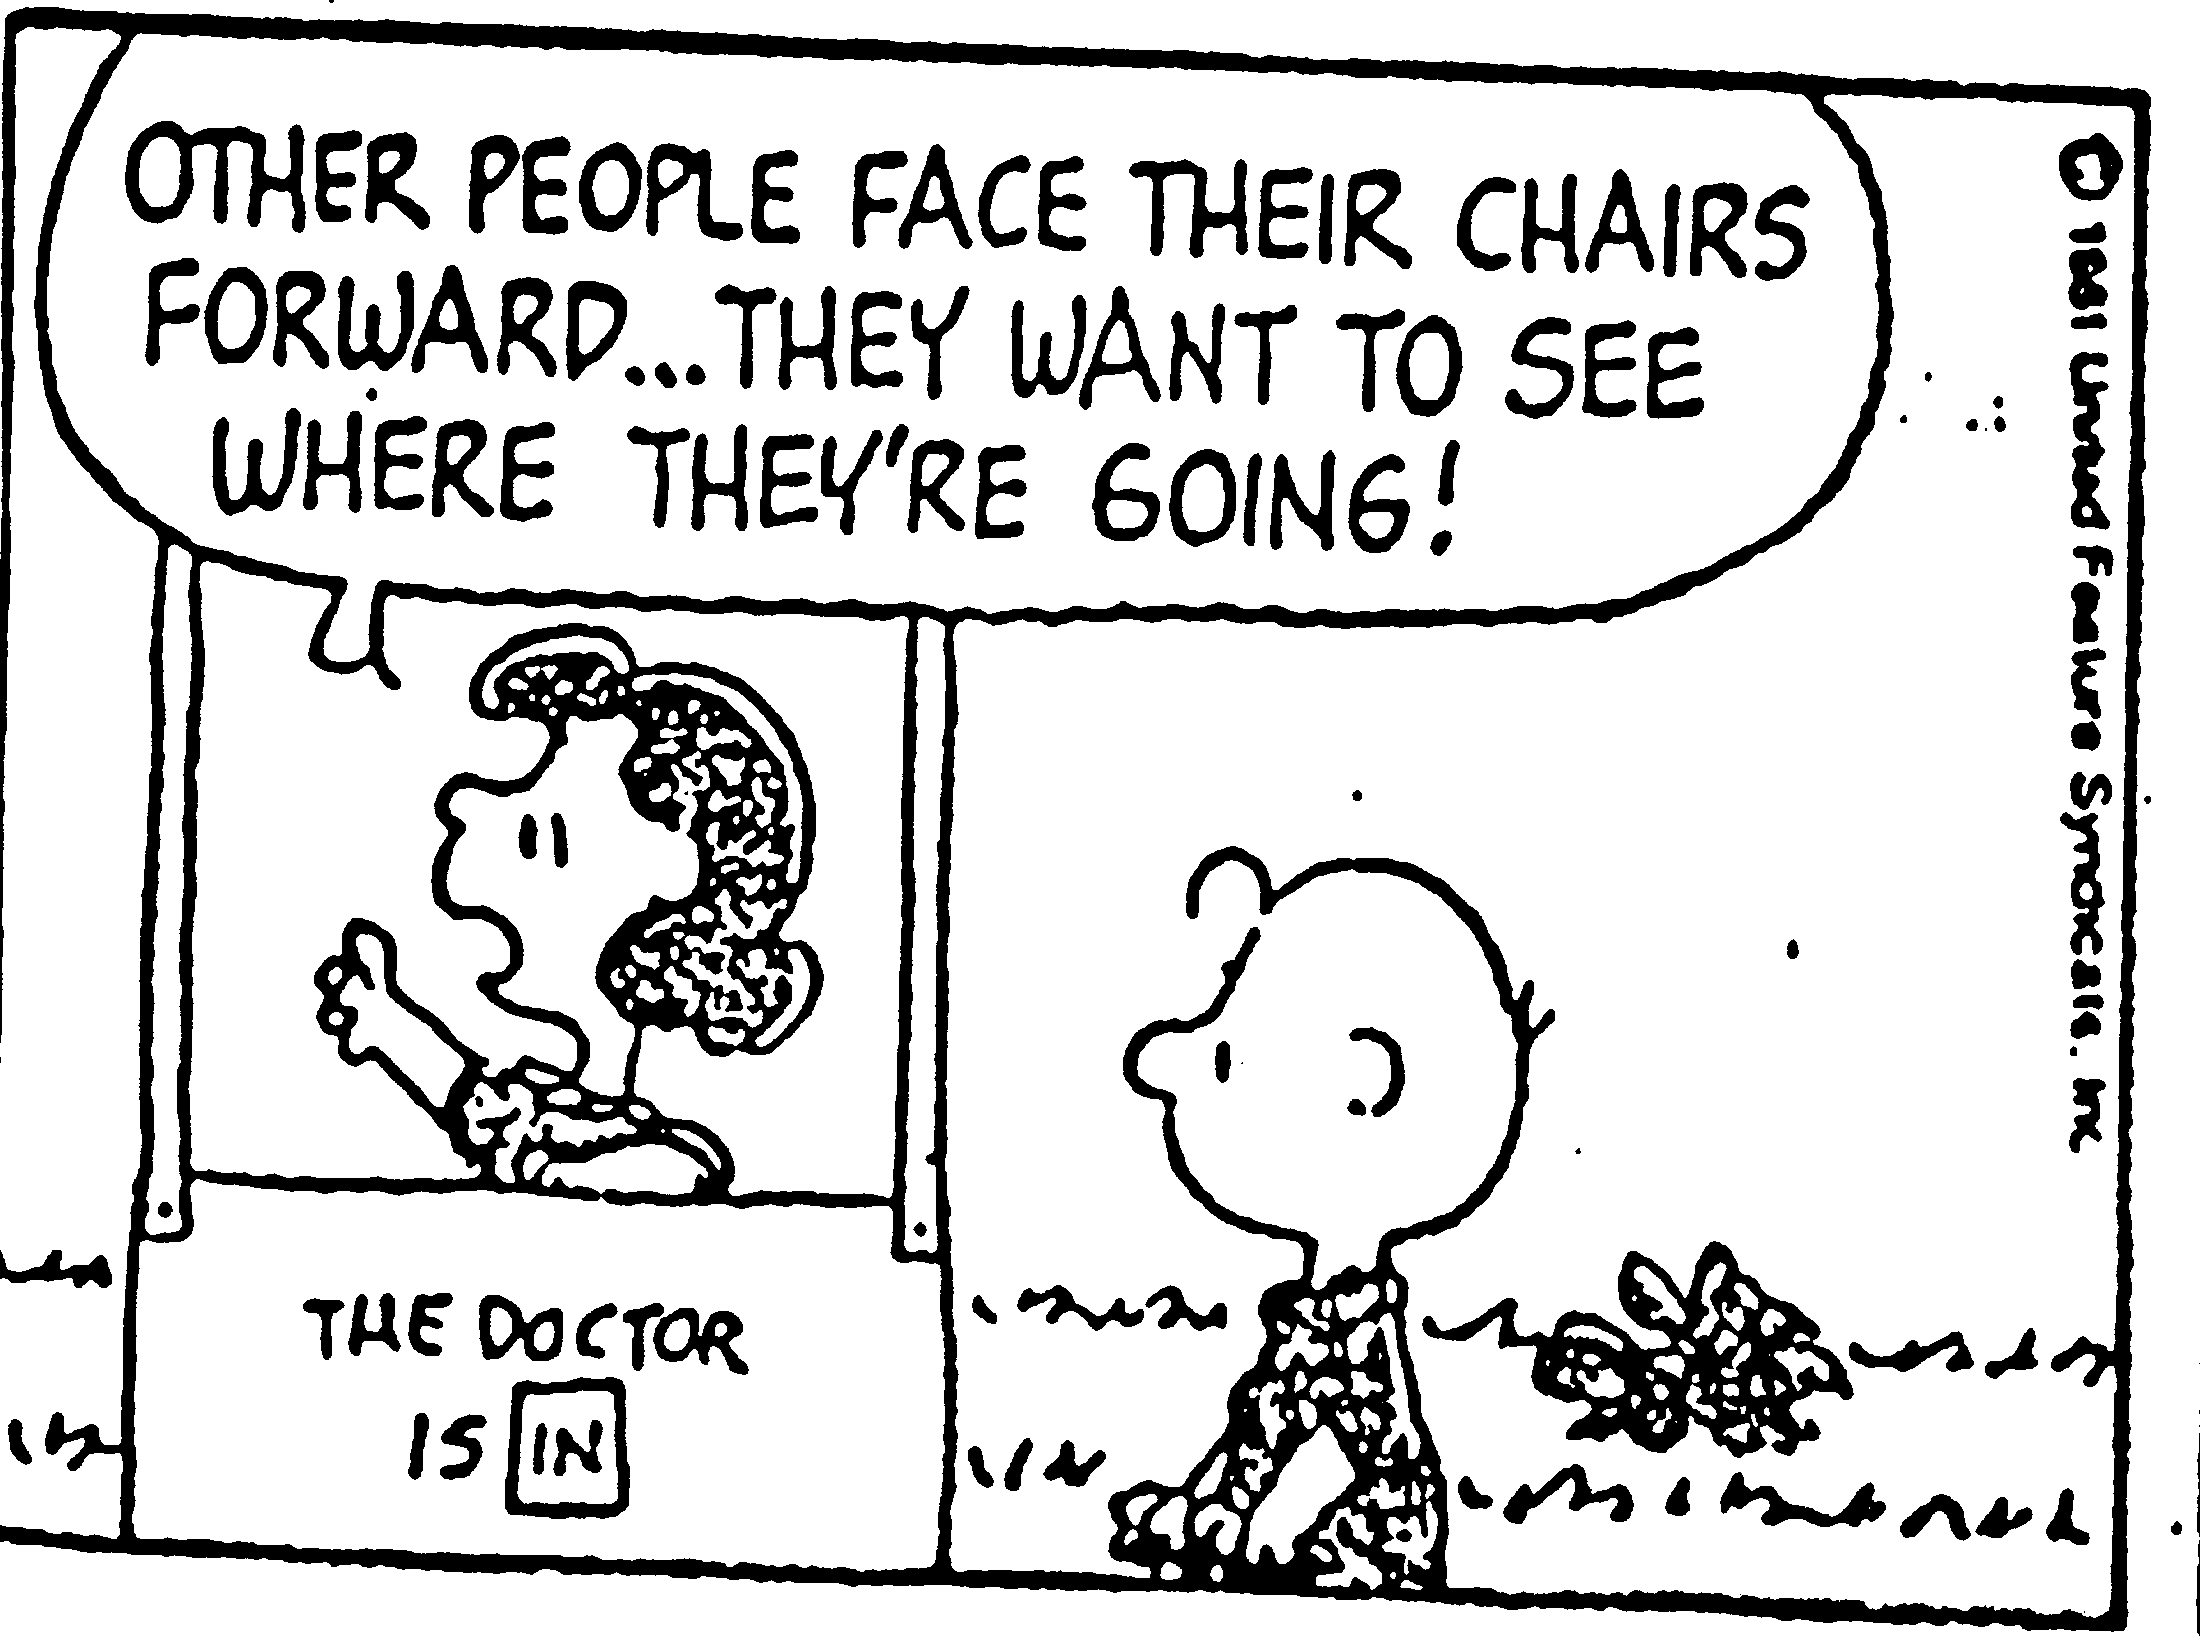 OTHER PEOPLE FACE THEIR CHAIRS
FORWARD...THEY WANT TO SEE
WHERE THEY'RE GOING!
THE DOCTOR
IS IN
© 1981 United Feature Syndicate, Inc.